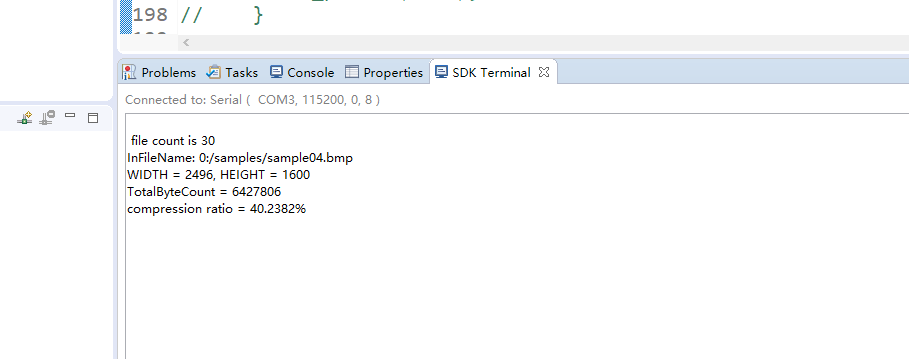 198 //    }
Problems
Tasks
Console
Properties
SDK Terminal
Connected to: Serial ( COM3, 115200, 0, 8 )
file count is 30
InFileName: 0:/samples/sample04.bmp
WIDTH = 2496, HEIGHT = 1600
TotalByteCount = 6427806
compression ratio = 40.2382%